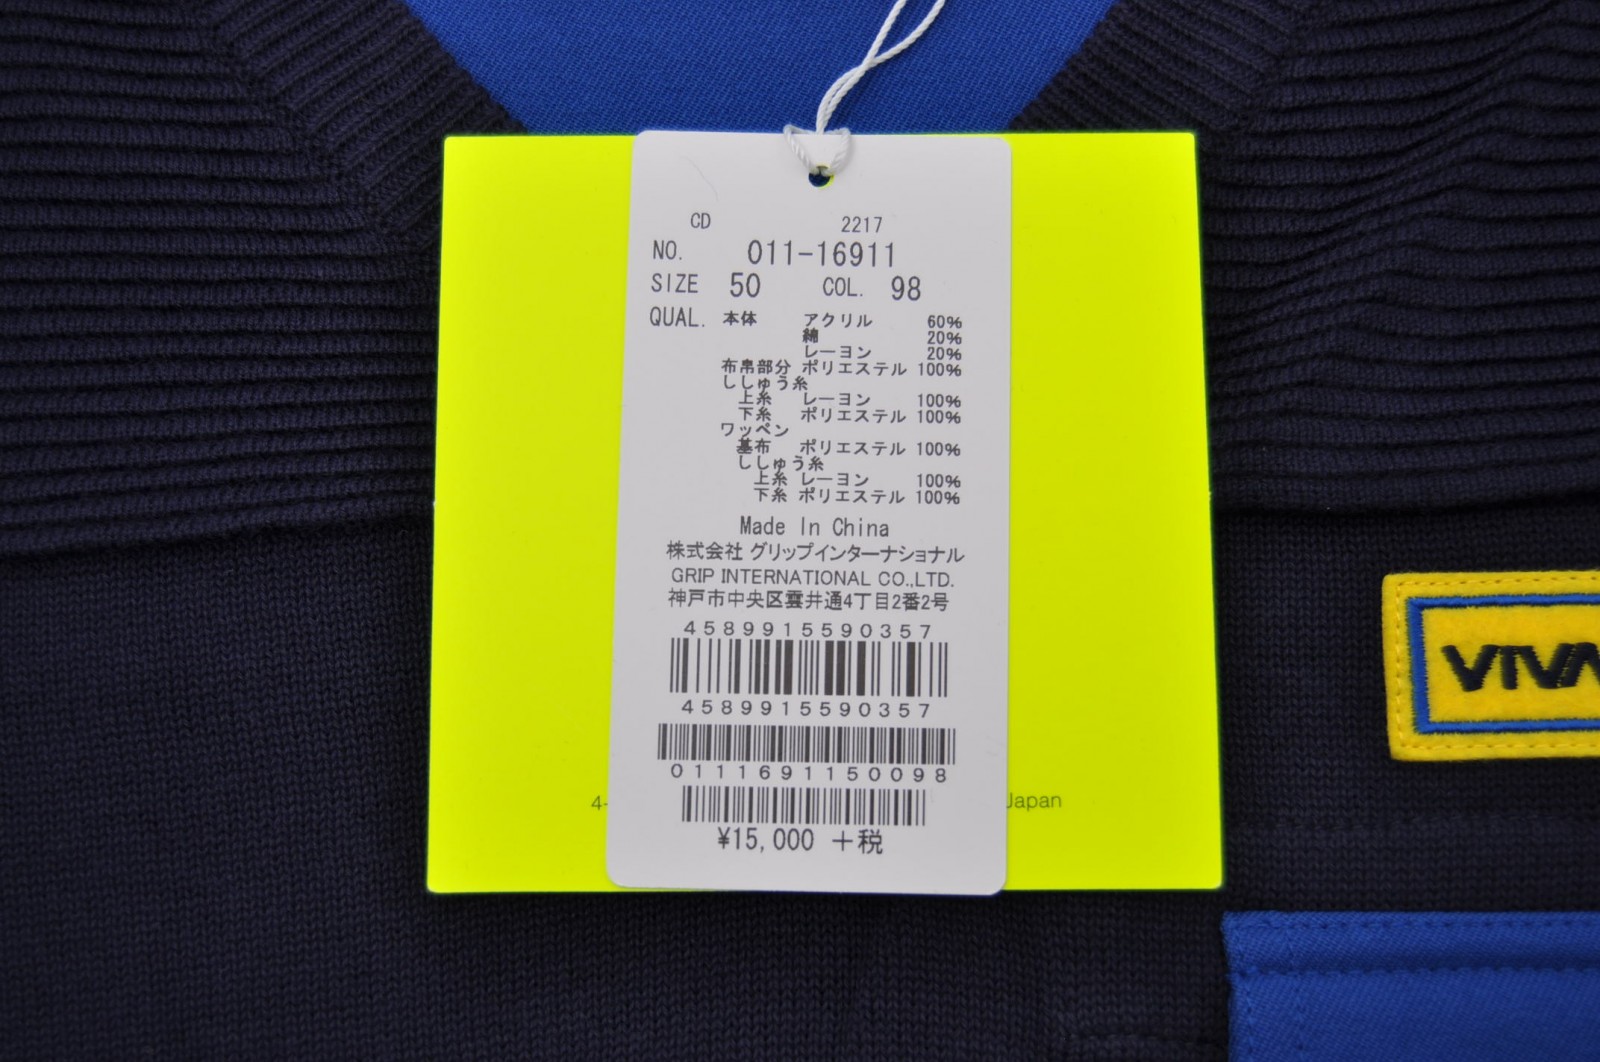 CD 2217
NO. 011-16911
SIZE 50 COL. 98
QUAL. 本体 アクリル 60%
綿 20%
レーヨン 20%
布帛部分 ポリエステル 100%
ししゅう糸
上糸 レーヨン 100%
下糸 ポリエステル 100%
ワッペン
基布 ポリエステル 100%
ししゅう糸
上糸 レーヨン 100%
下糸 ポリエステル 100%
Made In China
株式会社 グリップインターナショナル
GRIP INTERNATIONAL CO.,LTD.
神戸市中央区雲井通4丁目2番2号
4589915590357
4589915590357
0111691150098
¥15,000 +税
4- Japan
VIVA